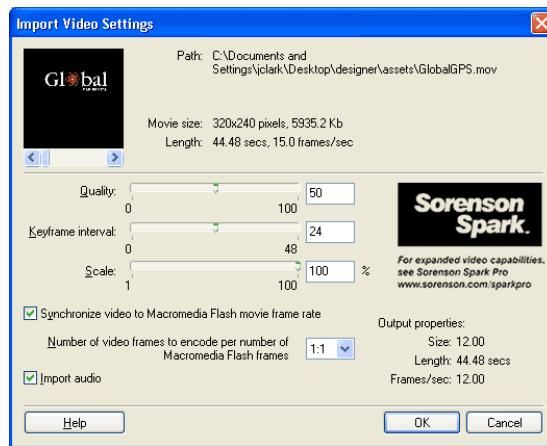 Import Video Settings
Path: C:\Documents and
Settings\jclark\Desktop\designer\assets\GlobalGPS.mov
Global
Movie size: 320x240 pixels, 5935.2 Kb
Length: 44.48 secs, 15.0 frames/sec
Quality: 50
0 100
Keyframe interval: 24
0 48
Scale: 100 %
1 100
Sorenson
Spark.
For expanded video capabilities,
see Sorenson Spark Pro
www.sorenson.com/sparkpro
Synchronize video to Macromedia Flash movie frame rate
Number of video frames to encode per number of
Macromedia Flash frames
1:1
Import audio
Output properties:
Size: 12.00
Length: 44.48 secs
Frames/sec: 12.00
Help
OK
Cancel